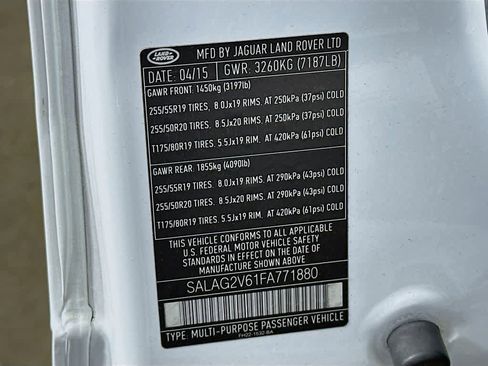 LAND ROVER
MFD BY JAGUAR LAND ROVER LTD
DATE: 04/15 GWR: 3260KG (7187LB)
GAWR FRONT: 1450kg (3197lb)
255/55R19 TIRES, 8.0Jx19 RIMS, AT 250kPa (37psi) COLD
255/50R20 TIRES, 8.5Jx20 RIMS, AT 250kPa (37psi) COLD
T175/80R19 TIRES. 5.5Jx19 RIM, AT 420kPa (61psi) COLD
GAWR REAR: 1855kg (4090lb)
255/55R19 TIRES, 8.0Jx19 RIMS, AT 290kPa (43psi) COLD
255/50R20 TIRES, 8.5Jx20 RIMS, AT 290kPa (43psi) COLD
T175/80R19 TIRES, 5.5Jx19 RIM, AT 420kPa (61psi) COLD
THIS VEHICLE CONFORMS TO ALL APPLICABLE
U.S. FEDERAL MOTOR VEHICLE SAFETY STANDARDS
IN EFFECT ON THE DATE OF MANUFACTURE SHOWN ABOVE
SALAG2V61FA771880
TYPE: MULTI-PURPOSE PASSENGER VEHICLE
FH22-1532-BA